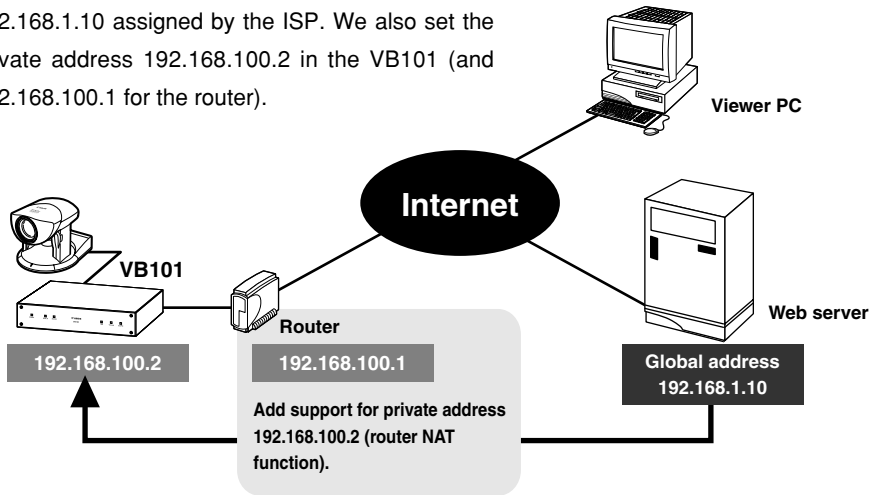 2.168.1.10 assigned by the ISP. We also set the
vate address 192.168.100.2 in the VB101 (and
2.168.100.1 for the router).
Viewer PC
Internet
VB101
Router
Web server
192.168.100.2
192.168.100.1
Global address
192.168.1.10
Add support for private address
192.168.100.2 (router NAT
function).